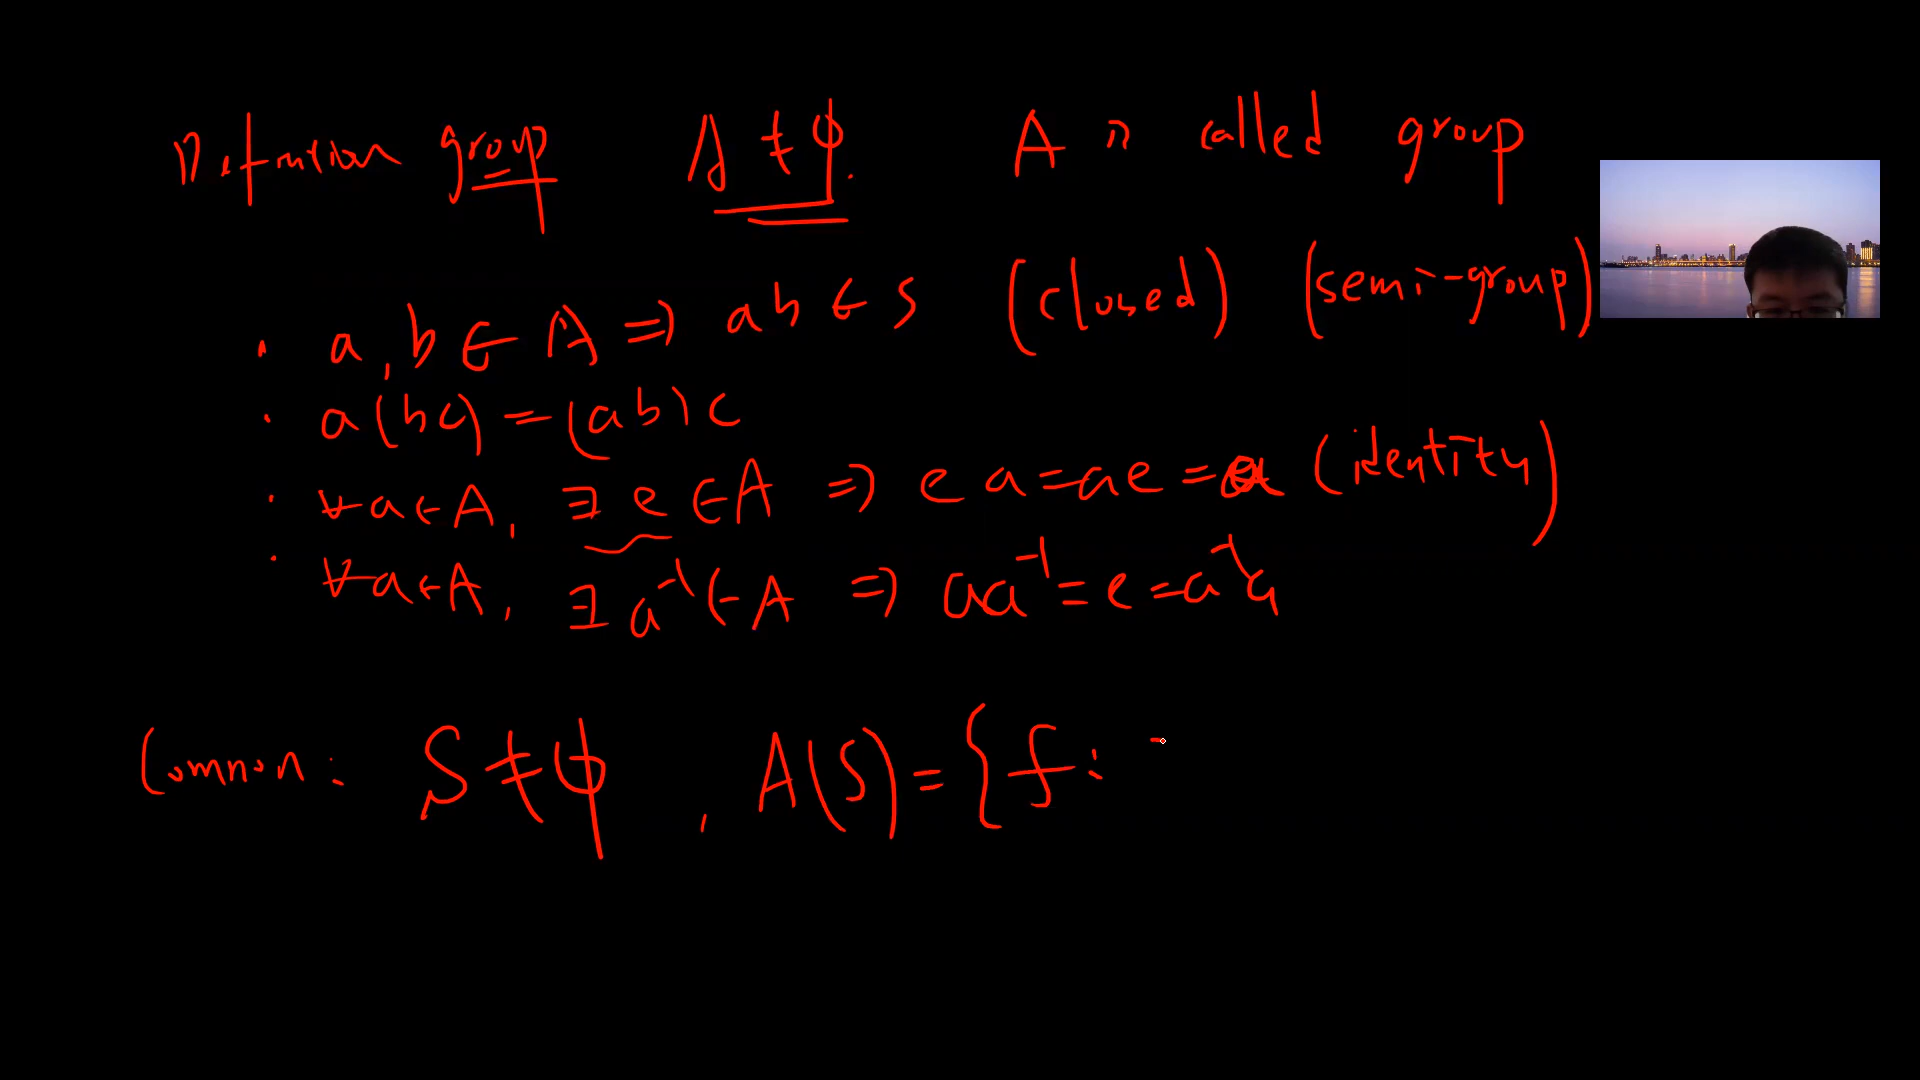 Definition group A ≠ φ. A is called group
· a, b ∈ A ⇒ ab ∈ S (closed) (semi-group)
· a(bc) = (ab)c
· ∀a∈A, ∃ e ∈ A ⇒ ea = ae = a (identity)
· ∀a∈A, ∃ a⁻¹ ∈ A ⇒ aa⁻¹ = e = a⁻¹a
Common: S ≠ φ , A(S) = { f :